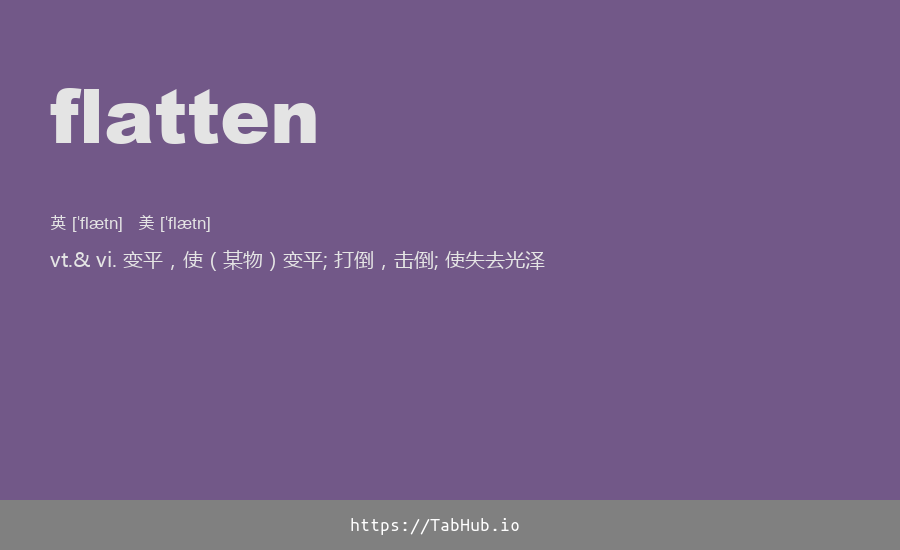 flatten
英 [ˈflætn] 美 [ˈflætn]
vt.& vi. 变平，使（某物）变平; 打倒，击倒; 使失去光泽
https://TabHub.io